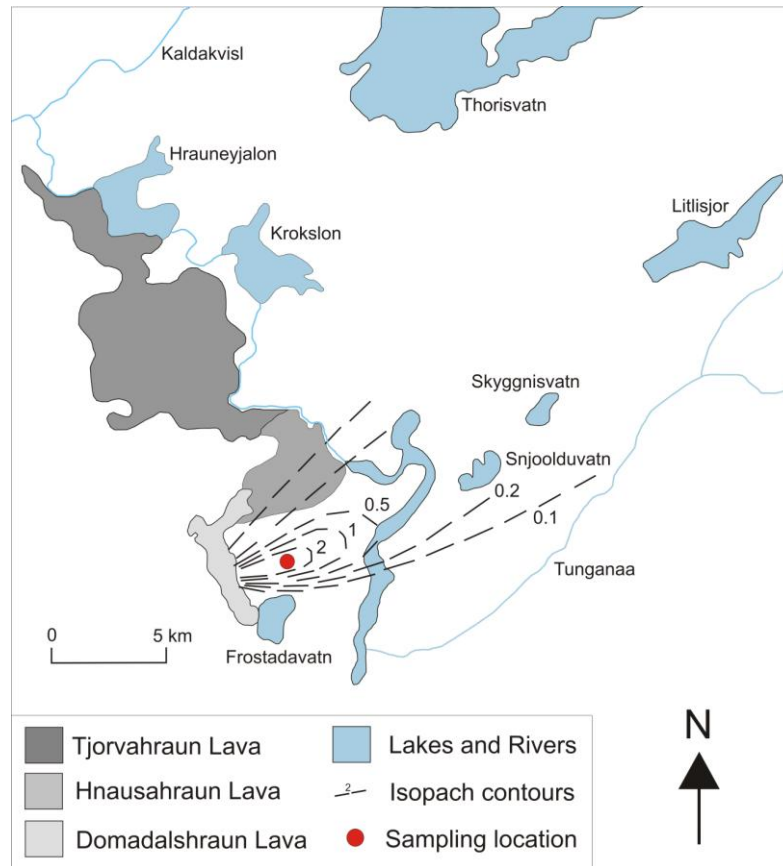 Kaldakvisl
Thorisvatn
Hrauneyjalon
Litlisjor
Krokslon
Skyggnisvatn
Snjoolduvatn
0.2
0.5
0.1
1
2
Tunganaa
0 5 km
Frostadavatn
N
Tjorvahraun Lava
Lakes and Rivers
Hnausahraun Lava
2
Isopach contours
Domadalshraun Lava
Sampling location